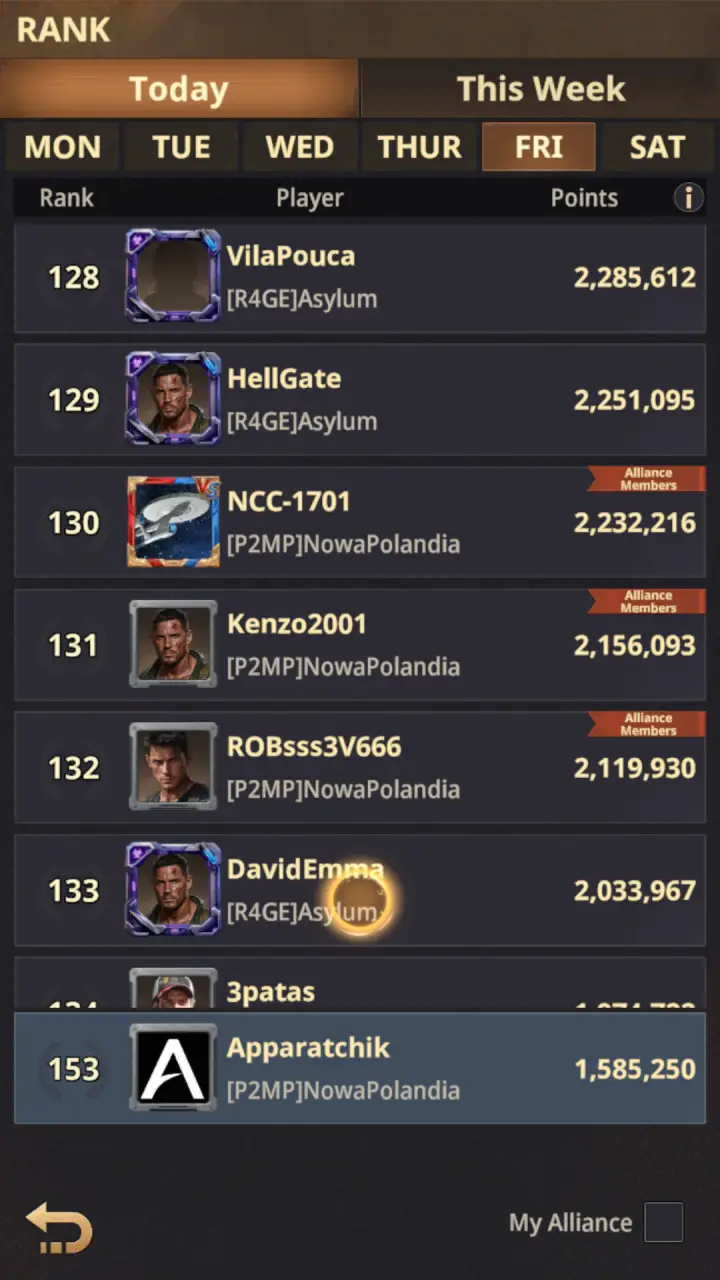 RANK
Today
This Week
MON TUE WED THUR FRI SAT
Rank Player Points i
128 VilaPouca 2,285,612
[R4GE]Asylum
129 HellGate 2,251,095
[R4GE]Asylum
Alliance
Members
130 NCC-1701 2,232,216
[P2MP]NowaPolandia
VS
Alliance
Members
131 Kenzo2001 2,156,093
[P2MP]NowaPolandia
Alliance
Members
132 ROBsss3V666 2,119,930
[P2MP]NowaPolandia
133 DavidEmma 2,033,967
[R4GE]Asylum
3patas
153 Apparatchik 1,585,250
[P2MP]NowaPolandia
My Alliance